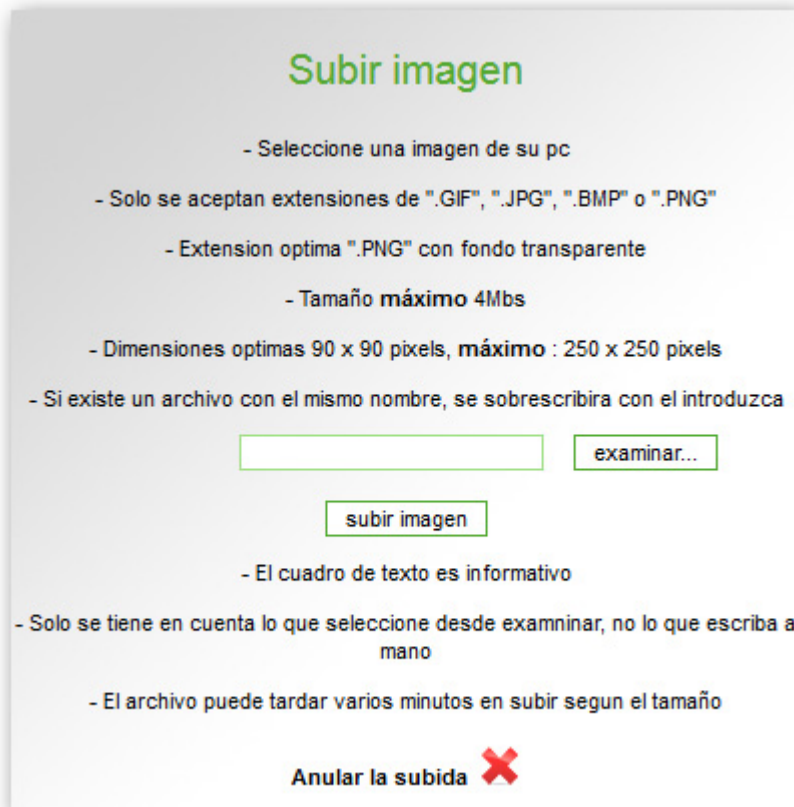 Subir imagen
- Seleccione una imagen de su pc
- Solo se aceptan extensiones de ".GIF", ".JPG", ".BMP" o ".PNG"
- Extension optima ".PNG" con fondo transparente
- Tamaño máximo 4Mbs
- Dimensiones optimas 90 x 90 pixels, máximo : 250 x 250 pixels
- Si existe un archivo con el mismo nombre, se sobrescribira con el introduzca
examinar...
subir imagen
- El cuadro de texto es informativo
- Solo se tiene en cuenta lo que seleccione desde examninar, no lo que escriba a
mano
- El archivo puede tardar varios minutos en subir segun el tamaño
Anular la subida